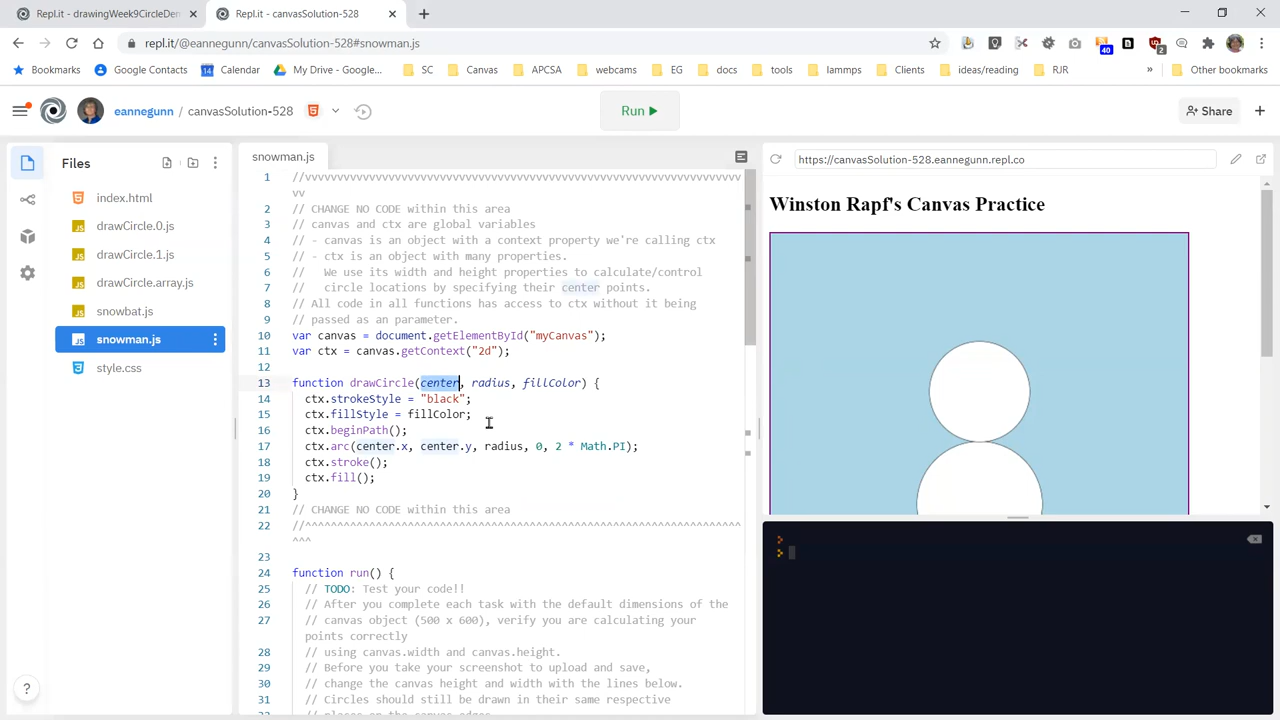 Repl.it - drawingWeek9CircleDen
Repl.it - canvasSolution-528
repl.it/@eannegunn/canvasSolution-528#snowman.js
40
2
Bookmarks
Google Contacts
14
Calendar
My Drive - Google...
SC
Canvas
APCSA
webcams
EG
docs
tools
lammps
Clients
ideas/reading
RJR
»
Other bookmarks
eannegunn / canvasSolution-528
Run
Share
Files
index.html
drawCircle.0.js
drawCircle.1.js
drawCircle.array.js
snowbat.js
snowman.js
style.css
?
snowman.js
1 //vvvvvvvvvvvvvvvvvvvvvvvvvvvvvvvvvvvvvvvvvvvvvvvvvvvvvvvvvvvvvvvvvvvv
vv
2 // CHANGE NO CODE within this area
3 // canvas and ctx are global variables
4 // - canvas is an object with a context property we're calling ctx
5 // - ctx is an object with many properties.
6 //   We use its width and height properties to calculate/control
7 //   circle locations by specifying their center points.
8 // All code in all functions has access to ctx without it being
9 // passed as an parameter.
10 var canvas = document.getElementById("myCanvas");
11 var ctx = canvas.getContext("2d");
12
13 function drawCircle(center, radius, fillColor) {
14 ctx.strokeStyle = "black";
15 ctx.fillStyle = fillColor;
16 ctx.beginPath();
17 ctx.arc(center.x, center.y, radius, 0, 2 * Math.PI);
18 ctx.stroke();
19 ctx.fill();
20 }
21 // CHANGE NO CODE within this area
22 //^^^^^^^^^^^^^^^^^^^^^^^^^^^^^^^^^^^^^^^^^^^^^^^^^^^^^^^^^^^^^^^^^^^^
^^^
23
24 function run() {
25 // TODO: Test your code!!
26 // After you complete each task with the default dimensions of the
27 // canvas object (500 x 600), verify you are calculating your
points correctly
28 // using canvas.width and canvas.height.
29 // Before you take your screenshot to upload and save,
30 // change the canvas height and width with the lines below.
31 // Circles should still be drawn in their same respective
https://canvasSolution-528.eannegunn.repl.co
Winston Rapf's Canvas Practice